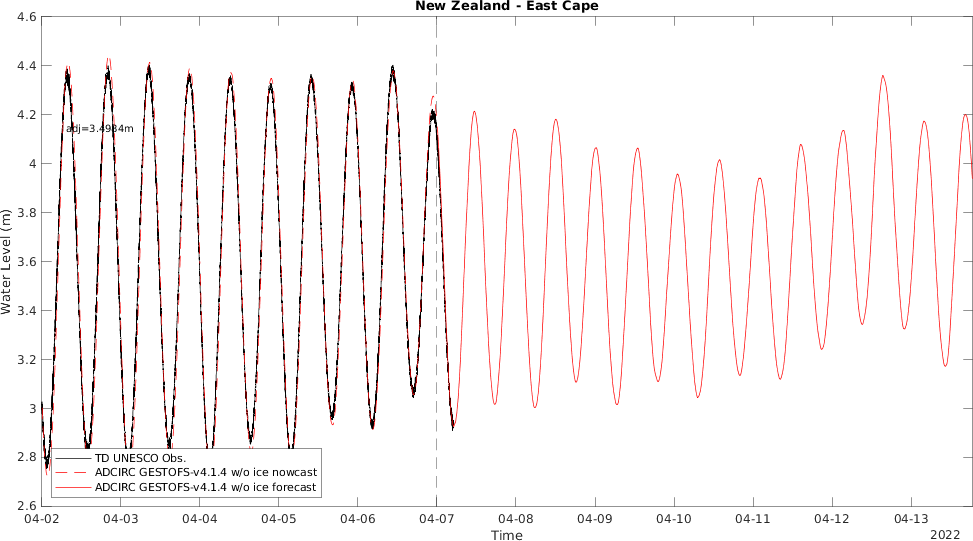 New Zealand - East Cape
4.6
4.4
4.2
4
3.8
3.6
3.4
3.2
3
2.8
2.6
Water Level (m)
adj=3.4984m
TD UNESCO Obs.
ADCIRC GESTOFS-v4.1.4 w/o ice nowcast
ADCIRC GESTOFS-v4.1.4 w/o ice forecast
04-02 04-03 04-04 04-05 04-06 04-07 04-08 04-09 04-10 04-11 04-12 04-13
Time
2022